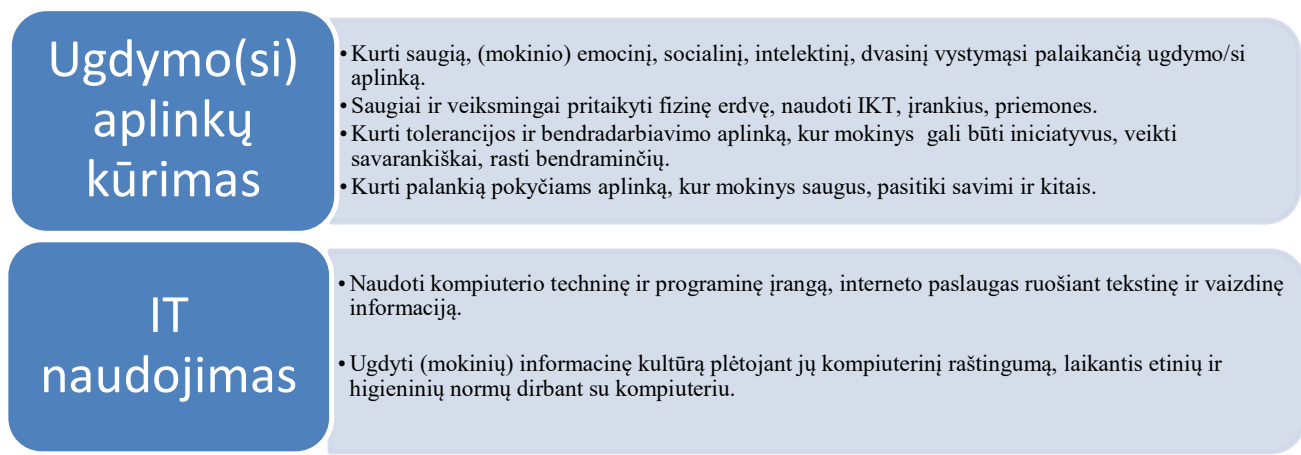 Ugdymo(si)
aplinkų
kūrimas
•Kurti saugią, (mokinio) emocinį, socialinį, intelektinį, dvasinį vystymąsi palaikančią ugdymo/si
aplinką.
•Saugiai ir veiksmingai pritaikyti fizinę erdvę, naudoti IKT, įrankius, priemones.
•Kurti tolerancijos ir bendradarbiavimo aplinką, kur mokinys  gali būti iniciatyvus, veikti
savarankiškai, rasti bendraminčių.
•Kurti palankią pokyčiams aplinką, kur mokinys saugus, pasitiki savimi ir kitais.
IT
naudojimas
•Naudoti kompiuterio techninę ir programinę įrangą, interneto paslaugas ruošiant tekstinę ir vaizdinę
informaciją.
•Ugdyti (mokinių) informacinę kultūrą plėtojant jų kompiuterinį raštingumą, laikantis etinių ir
higieninių normų dirbant su kompiuteriu.